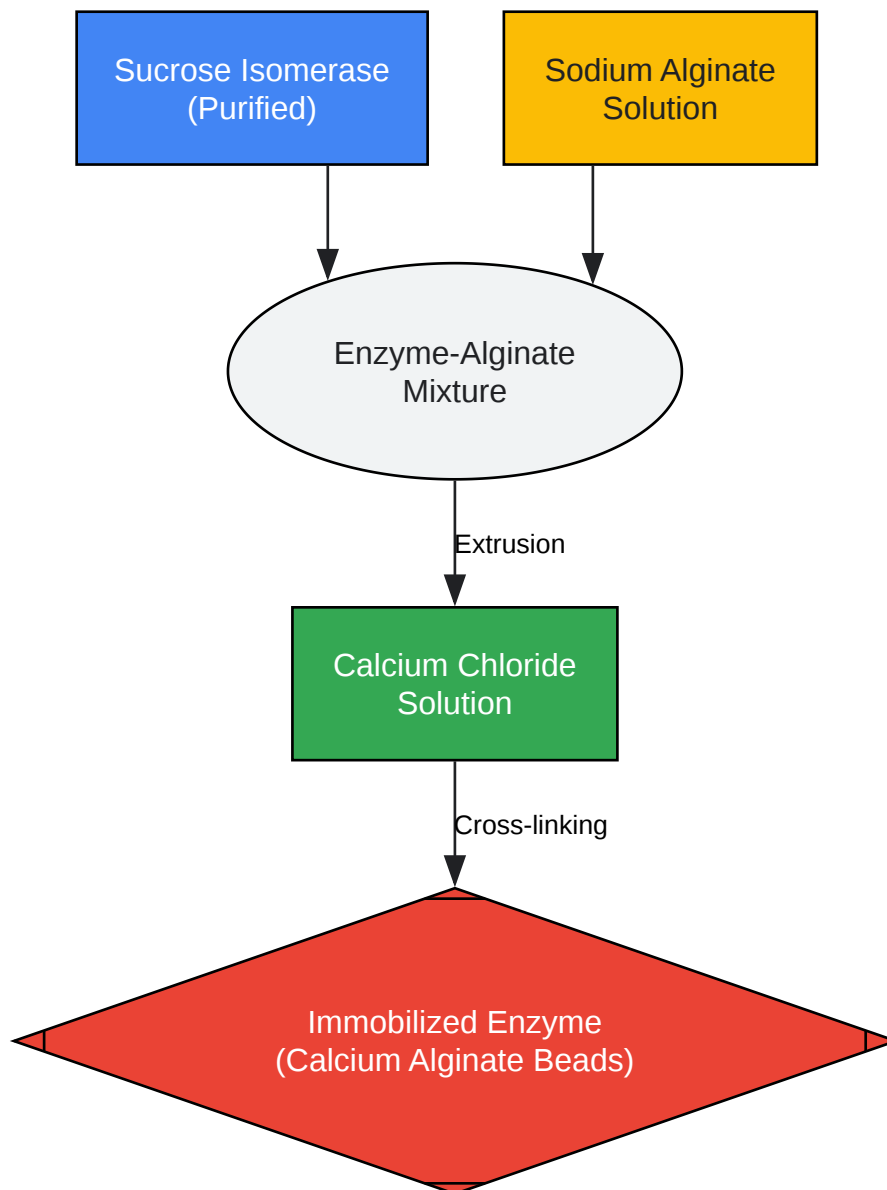 Sucrose Isomerase
(Purified)
Sodium Alginate
Solution
Enzyme-Alginate
Mixture
Extrusion
Calcium Chloride
Solution
Cross-linking
Immobilized Enzyme
(Calcium Alginate Beads)